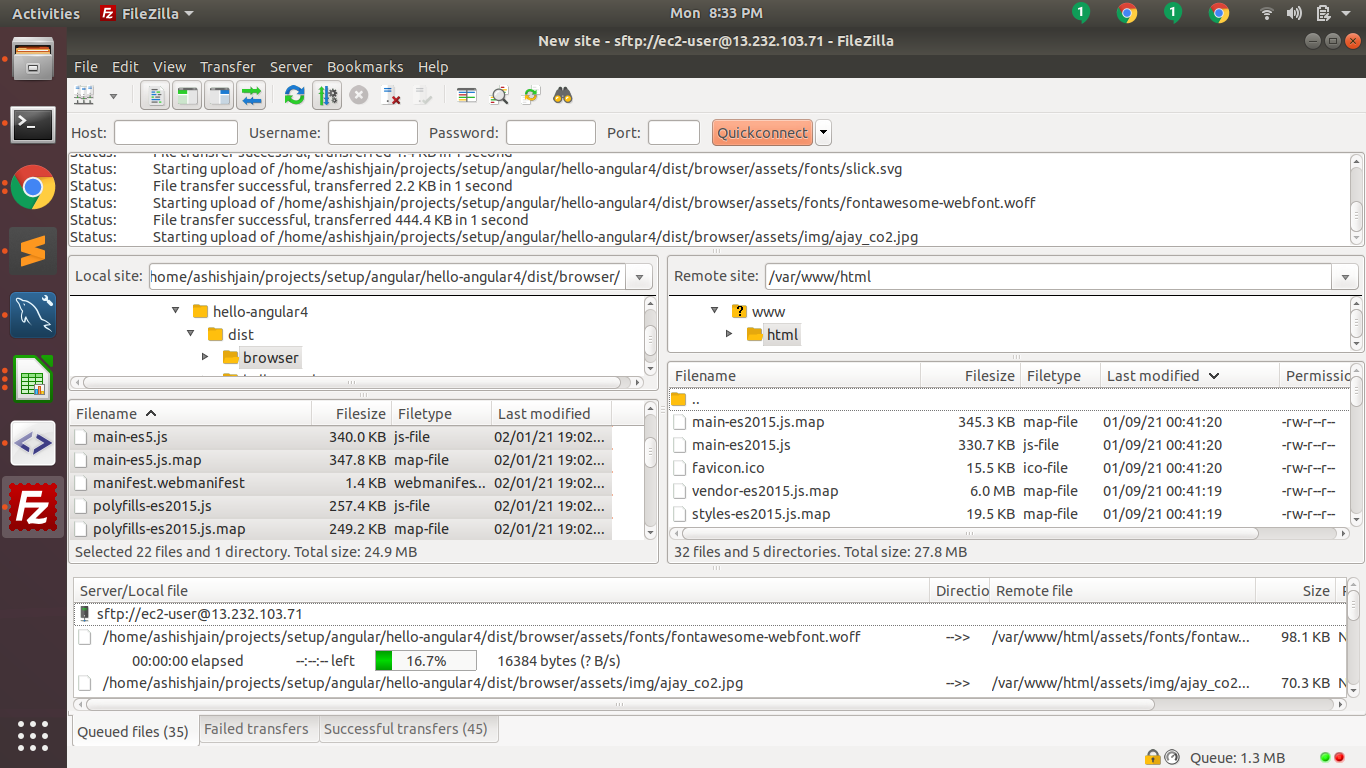 Activities FileZilla Mon 8:33 PM 1 1
New site - sftp://ec2-user@13.232.103.71 - FileZilla
File Edit View Transfer Server Bookmarks Help
Host: Username: Password: Port: Quickconnect
Status: File transfer successful, transferred 1.4 KB in 1 second
Status: Starting upload of /home/ashishjain/projects/setup/angular/hello-angular4/dist/browser/assets/fonts/slick.svg
Status: File transfer successful, transferred 2.2 KB in 1 second
Status: Starting upload of /home/ashishjain/projects/setup/angular/hello-angular4/dist/browser/assets/fonts/fontawesome-webfont.woff
Status: File transfer successful, transferred 444.4 KB in 1 second
Status: Starting upload of /home/ashishjain/projects/setup/angular/hello-angular4/dist/browser/assets/img/ajay_co2.jpg
Local site: home/ashishjain/projects/setup/angular/hello-angular4/dist/browser/
hello-angular4
dist
browser
Filename Filesize Filetype Last modified
main-es5.js 340.0 KB js-file 02/01/21 19:02...
main-es5.js.map 347.8 KB map-file 02/01/21 19:02...
manifest.webmanifest 1.4 KB webmanifes... 02/01/21 19:02...
polyfills-es2015.js 257.4 KB js-file 02/01/21 19:02...
polyfills-es2015.js.map 249.2 KB map-file 02/01/21 19:02...
Selected 22 files and 1 directory. Total size: 24.9 MB
Remote site: /var/www/html
? www
html
Filename Filesize Filetype Last modified Permissio
..
main-es2015.js.map 345.3 KB map-file 01/09/21 00:41:20 -rw-r--r--
main-es2015.js 330.7 KB js-file 01/09/21 00:41:20 -rw-r--r--
favicon.ico 15.5 KB ico-file 01/09/21 00:41:20 -rw-r--r--
vendor-es2015.js.map 6.0 MB map-file 01/09/21 00:41:19 -rw-r--r--
styles-es2015.js.map 19.5 KB map-file 01/09/21 00:41:19 -rw-r--r--
32 files and 5 directories. Total size: 27.8 MB
Server/Local file Directio Remote file Size
sftp://ec2-user@13.232.103.71
/home/ashishjain/projects/setup/angular/hello-angular4/dist/browser/assets/fonts/fontawesome-webfont.woff -->> /var/www/html/assets/fonts/fontaw... 98.1 KB N
00:00:00 elapsed --:--:-- left 16.7% 16384 bytes (? B/s)
/home/ashishjain/projects/setup/angular/hello-angular4/dist/browser/assets/img/ajay_co2.jpg -->> /var/www/html/assets/img/ajay_co2... 70.3 KB N
Queued files (35) Failed transfers Successful transfers (45)
Queue: 1.3 MB